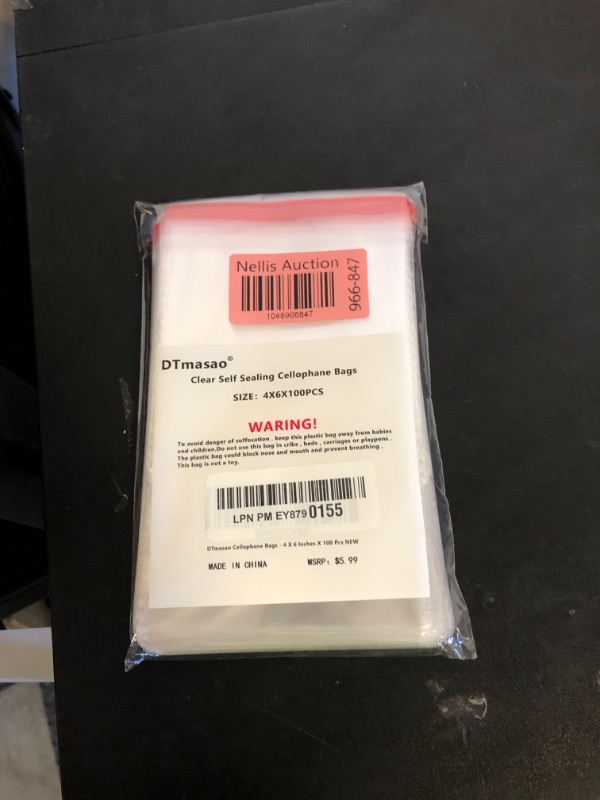 Nellis Auction
966-847
1048966847
DTmasao®
Clear Self Sealing Cellophane Bags
SIZE: 4X6X100PCS
WARING!
To avoid danger of suffocation, keep this plastic bag away from babies
and children.Do not use this bag in cribs, beds, carriages or playpens.
The plastic bag could block nose and mouth and prevent breathing.
This bag is not a toy.
LPN PM EY879 0155
DTmasao Cellophane Bags - 4 X 6 Inches X 100 Pcs NEW
MADE IN CHINA MSRP: $5.99